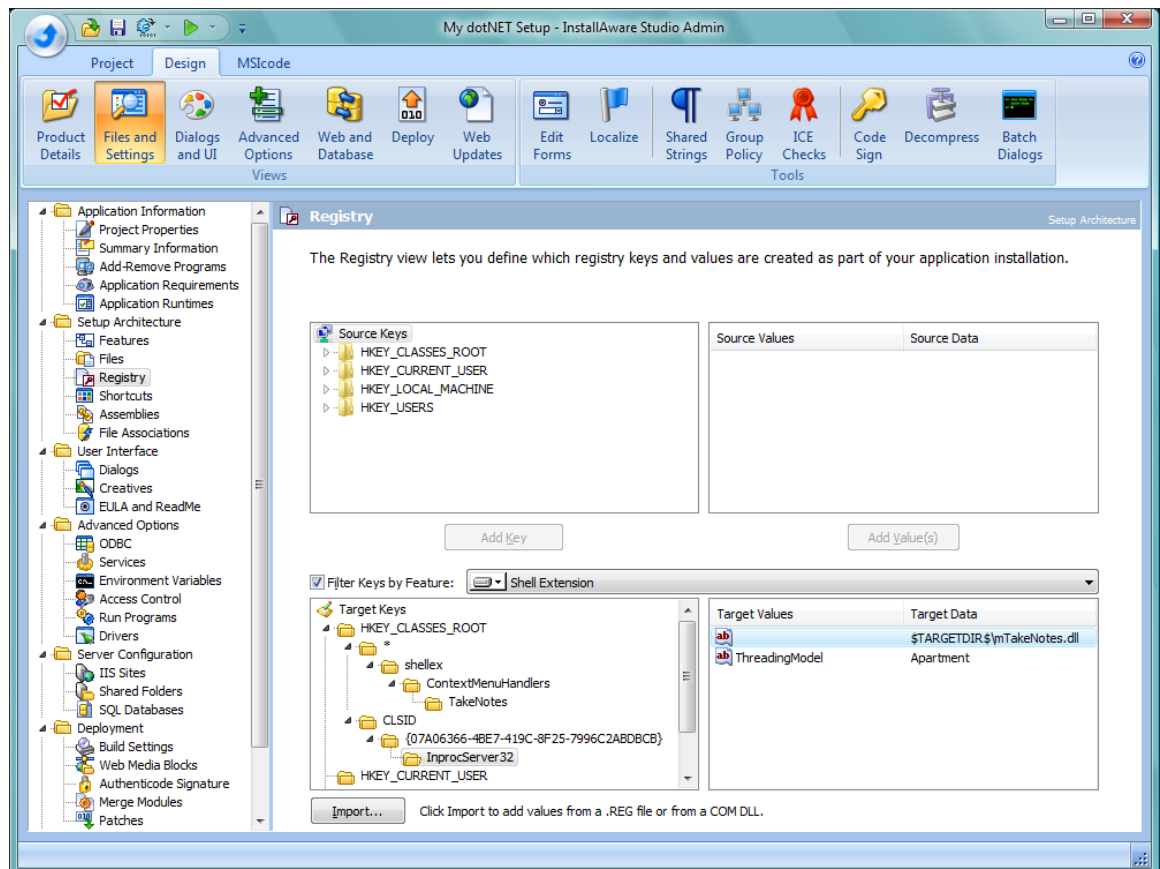 My dotNET Setup - InstallAware Studio Admin
Project Design MSIcode
Product Details
Files and Settings
Dialogs and UI
Advanced Options
Web and Database
Deploy
Web Updates
Edit Forms
Localize
Shared Strings
Group Policy
ICE Checks
Code Sign
Decompress
Batch Dialogs
Views
Tools
Application Information
Project Properties
Summary Information
Add-Remove Programs
Application Requirements
Application Runtimes
Setup Architecture
Features
Files
Registry
Shortcuts
Assemblies
File Associations
User Interface
Dialogs
Creatives
EULA and ReadMe
Advanced Options
ODBC
Services
Environment Variables
Access Control
Run Programs
Drivers
Server Configuration
IIS Sites
Shared Folders
SQL Databases
Deployment
Build Settings
Web Media Blocks
Authenticode Signature
Merge Modules
Patches
Registry
Setup Architecture
The Registry view lets you define which registry keys and values are created as part of your application installation.
Source Keys
HKEY_CLASSES_ROOT
HKEY_CURRENT_USER
HKEY_LOCAL_MACHINE
HKEY_USERS
Source Values Source Data
Add Key
Add Value(s)
Filter Keys by Feature: Shell Extension
Target Keys
HKEY_CLASSES_ROOT
*
shellex
ContextMenuHandlers
TakeNotes
CLSID
{07A06366-4BE7-419C-8F25-7996C2ABDBCB}
InprocServer32
HKEY_CURRENT_USER
Target Values Target Data
ab $TARGETDIR$\mTakeNotes.dll
ab ThreadingModel Apartment
Import... Click Import to add values from a .REG file or from a COM DLL.